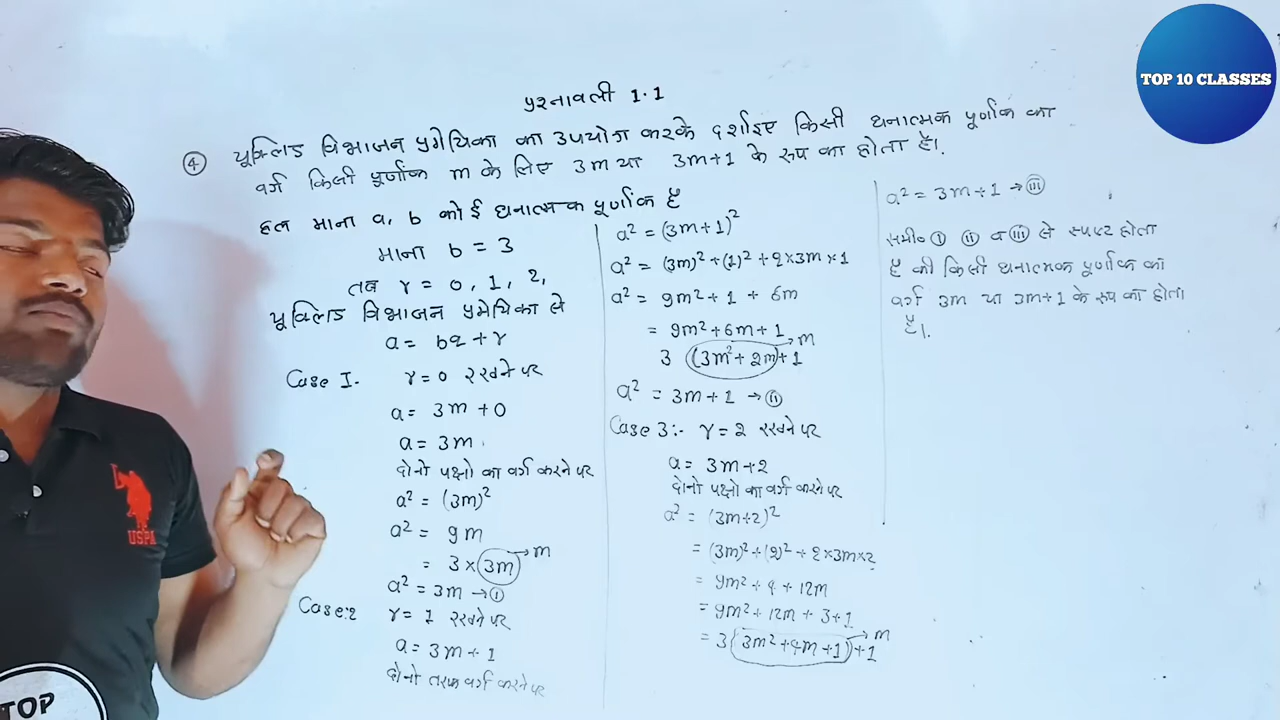 TOP 10 CLASSES
प्रश्नावली 1.1
④ यूक्लिड विभाजन प्रमेयिका का उपयोग करके दर्शाइए किसी धनात्मक पूर्णांक का
वर्ग किसी पूर्णांक m के लिए 3m या 3m+1 के रूप का होता है।
हल माना a, b कोई धनात्मक पूर्णांक है
माना b = 3
तब r = 0, 1, 2,
यूक्लिड विभाजन प्रमेयिका से
a = bq + r
Case I. r=0 रखने पर
a = 3m + 0
a = 3m
दोनो पक्षो का वर्ग करने पर
a² = (3m)²
a² = 9m
= 3 × (3m) → m
a² = 3m → ①
Case:2 r = 1 रखने पर
a = 3m + 1
दोनो तरफ वर्ग करने पर
a² = (3m+1)²
a² = (3m)² + (1)² + 2×3m×1
a² = 9m² + 1 + 6m
= 9m² + 6m + 1
3 (3m² + 2m) + 1 → m
a² = 3m + 1 → ⑪
Case 3:- r = 2 रखने पर
a = 3m+2
दोनो पक्षो का वर्ग करने पर
a² = (3m+2)²
= (3m)² + (2)² + 2×3m×2
= 9m² + 4 + 12m
= 9m² + 12m + 3+1
= 3(3m² + 4m + 1) + 1 → m
a² = 3m + 1 → ⑪i
समी० ① ⑪ व ⑪i से स्पष्ट होता
है की किसी धनात्मक पूर्णांक का
वर्ग 3m या 3m+1 के रूप का होता
है।
USPA
TOP